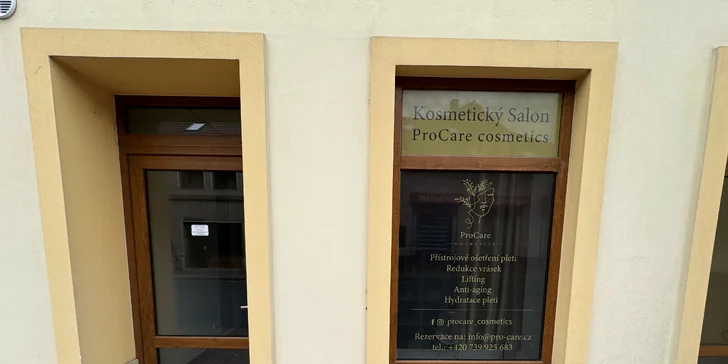 Kosmetický Salon
ProCare cosmetics
ProCare
COSMETICS
Přístrojové ošetření pleti
Redukce vrásek
Lifting
Anti-aging
Hydratace pleti
procare_cosmetics
Rezervace na: info@pro-care.cz
tel.: +420 739 925 683